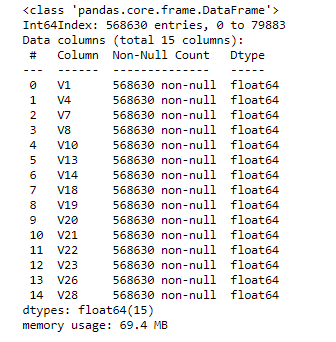 <class 'pandas.core.frame.DataFrame'>
Int64Index: 568630 entries, 0 to 79883
Data columns (total 15 columns):
 #   Column  Non-Null Count   Dtype
---  ------  --------------   -----
 0   V1      568630 non-null  float64
 1   V4      568630 non-null  float64
 2   V7      568630 non-null  float64
 3   V8      568630 non-null  float64
 4   V10     568630 non-null  float64
 5   V13     568630 non-null  float64
 6   V14     568630 non-null  float64
 7   V18     568630 non-null  float64
 8   V19     568630 non-null  float64
 9   V20     568630 non-null  float64
 10  V21     568630 non-null  float64
 11  V22     568630 non-null  float64
 12  V23     568630 non-null  float64
 13  V26     568630 non-null  float64
 14  V28     568630 non-null  float64
dtypes: float64(15)
memory usage: 69.4 MB